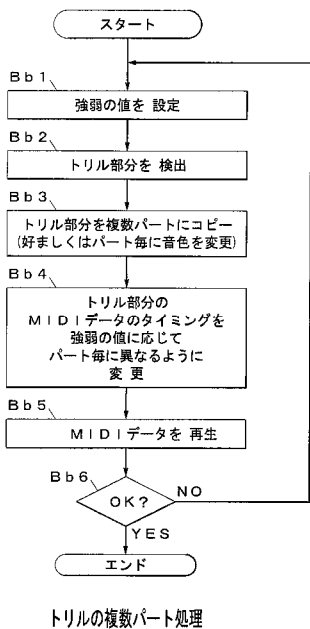 スタート
Bb1
強弱の値を 設定
Bb2
トリル部分を 検出
Bb3
トリル部分を複数パートにコピー
(好ましくはパート毎に音色を変更)
Bb4
トリル部分の
MIDIデータのタイミングを
強弱の値に応じて
パート毎に異なるように
変 更
Bb5
MIDIデータを 再生
Bb6
OK?
NO
YES
エンド
トリルの複数パート処理